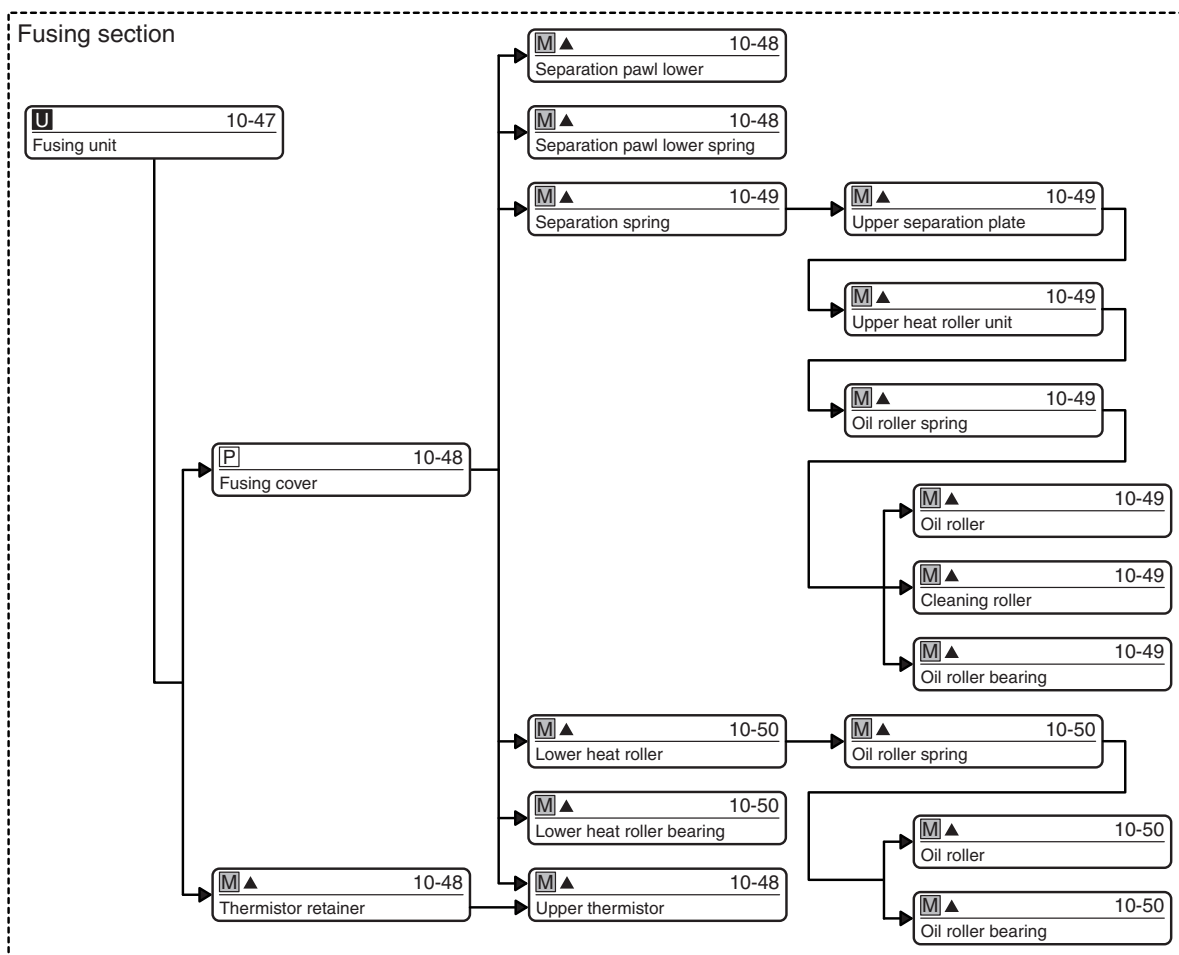 Fusing section
U 10-47
Fusing unit
P 10-48
Fusing cover
M▲ 10-48
Thermistor retainer
M▲ 10-48
Separation pawl lower
M▲ 10-48
Separation pawl lower spring
M▲ 10-49
Separation spring
M▲ 10-49
Upper separation plate
M▲ 10-49
Upper heat roller unit
M▲ 10-49
Oil roller spring
M▲ 10-49
Oil roller
M▲ 10-49
Cleaning roller
M▲ 10-49
Oil roller bearing
M▲ 10-50
Lower heat roller
M▲ 10-50
Oil roller spring
M▲ 10-50
Oil roller
M▲ 10-50
Oil roller bearing
M▲ 10-50
Lower heat roller bearing
M▲ 10-48
Upper thermistor